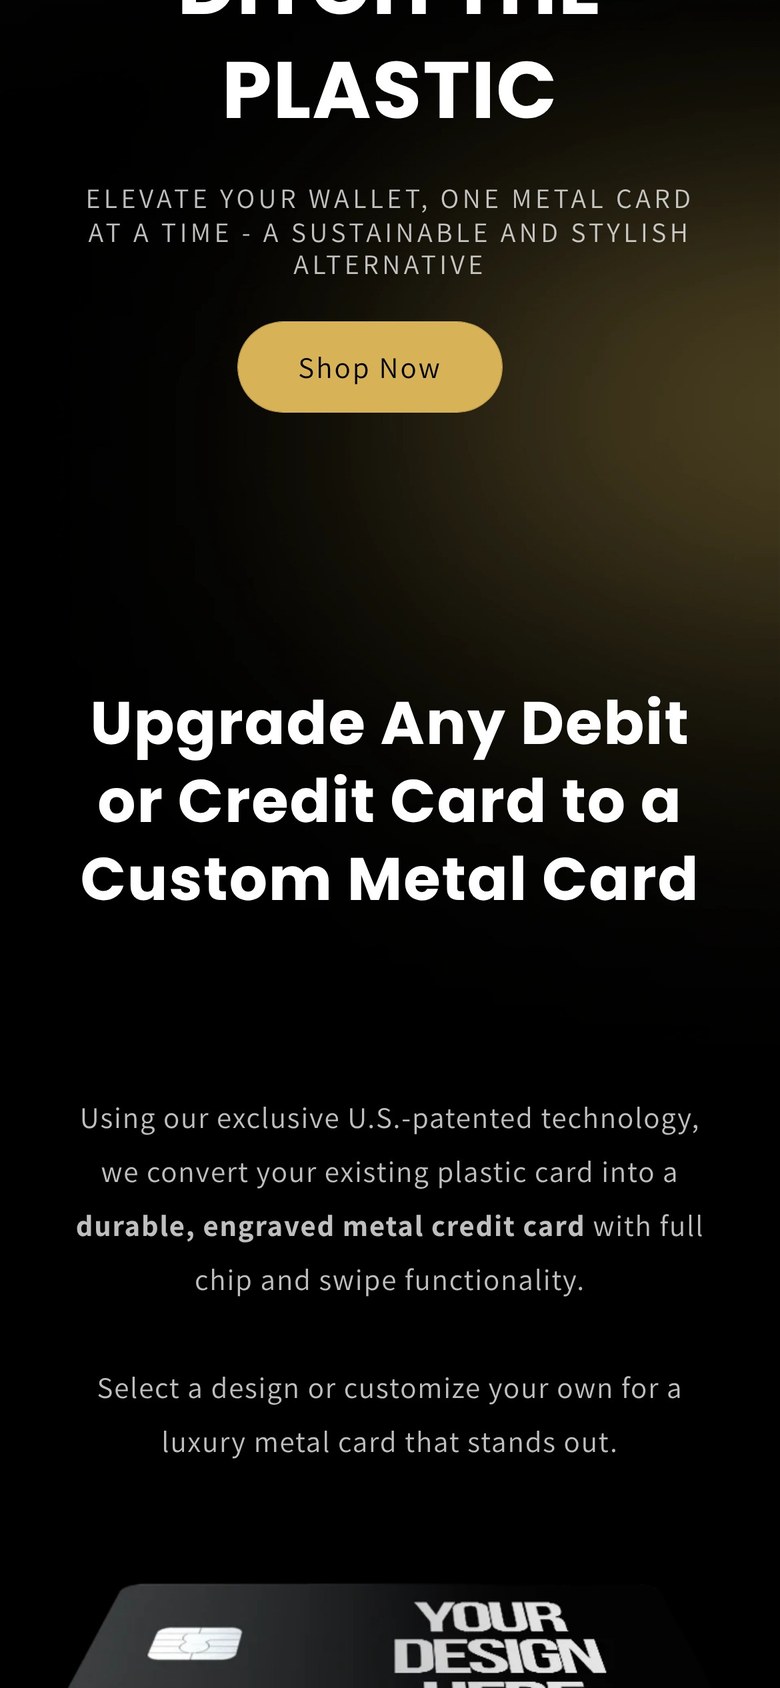 DITCH THE
PLASTIC
ELEVATE YOUR WALLET, ONE METAL CARD
AT A TIME - A SUSTAINABLE AND STYLISH
ALTERNATIVE
Shop Now
Upgrade Any Debit
or Credit Card to a
Custom Metal Card
Using our exclusive U.S.-patented technology,
we convert your existing plastic card into a
durable, engraved metal credit card with full
chip and swipe functionality.
Select a design or customize your own for a
luxury metal card that stands out.
YOUR
DESIGN
HERE